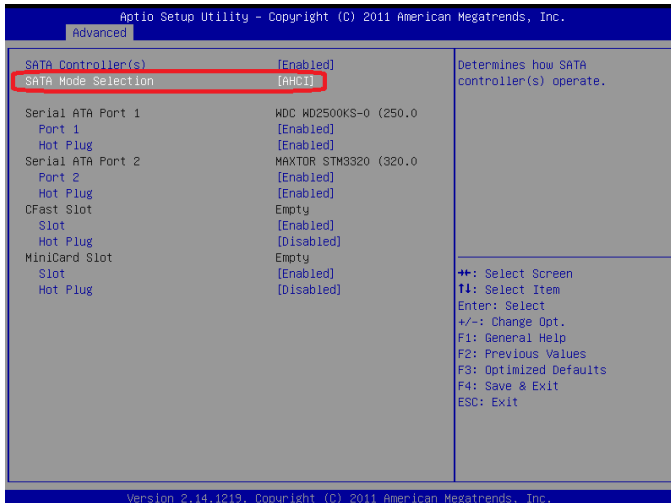 Aptio Setup Utility – Copyright (C) 2011 American Megatrends, Inc.
Advanced
SATA Controller(s) [Enabled]
SATA Mode Selection [AHCI]
Serial ATA Port 1 WDC WD2500KS-0 (250.0
Port 1 [Enabled]
Hot Plug [Enabled]
Serial ATA Port 2 MAXTOR STM3320 (320.0
Port 2 [Enabled]
Hot Plug [Enabled]
CFast Slot Empty
Slot [Enabled]
Hot Plug [Disabled]
MiniCard Slot Empty
Slot [Enabled]
Hot Plug [Disabled]
Determines how SATA
controller(s) operate.
→←: Select Screen
↑↓: Select Item
Enter: Select
+/-: Change Opt.
F1: General Help
F2: Previous Values
F3: Optimized Defaults
F4: Save & Exit
ESC: Exit
Version 2.14.1219. Copyright (C) 2011 American Megatrends, Inc.